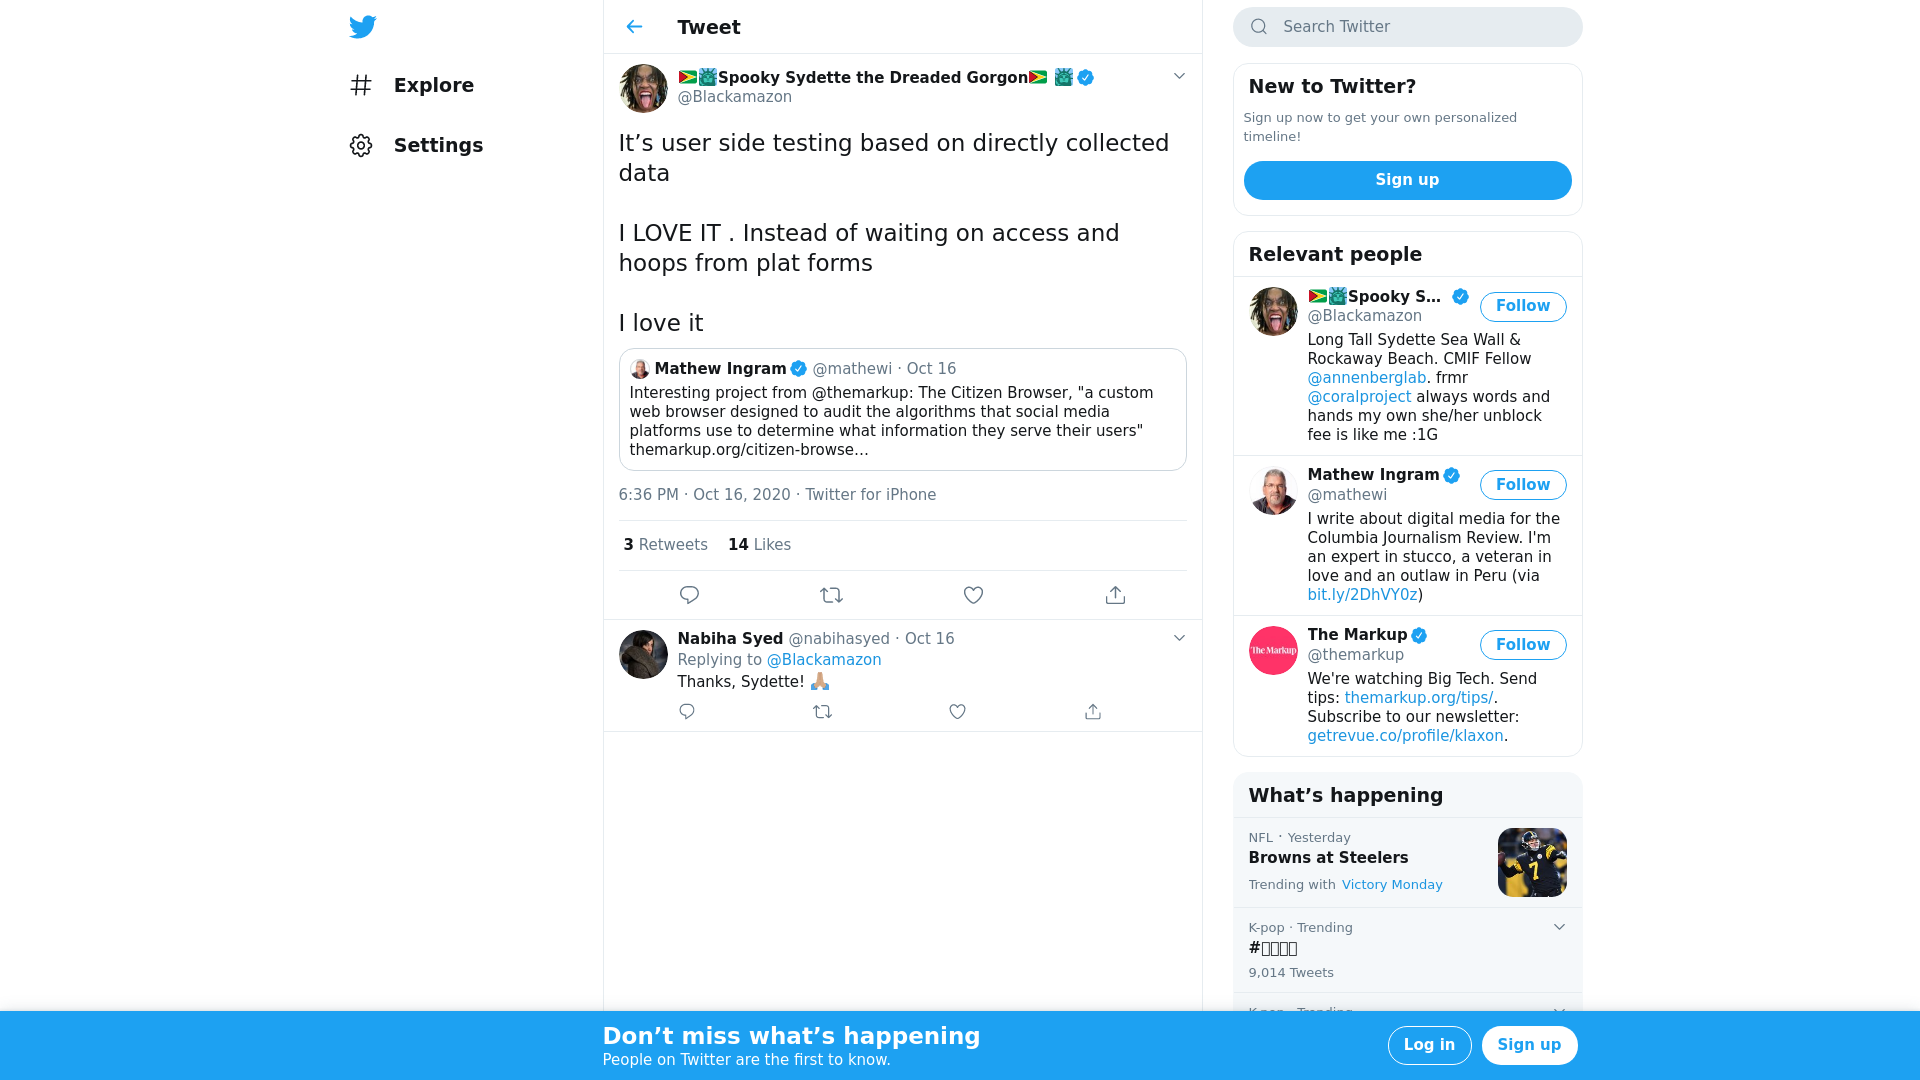 Explore
Settings
Tweet
Spooky Sydette the Dreaded Gorgon
@Blackamazon
It’s user side testing based on directly collected
data
I LOVE IT . Instead of waiting on access and
hoops from plat forms
I love it
Mathew Ingram @mathewi · Oct 16
Interesting project from @themarkup: The Citizen Browser, "a custom
web browser designed to audit the algorithms that social media
platforms use to determine what information they serve their users"
themarkup.org/citizen-browse…
6:36 PM · Oct 16, 2020 · Twitter for iPhone
3 Retweets 14 Likes
Nabiha Syed @nabihasyed · Oct 16
Replying to @Blackamazon
Thanks, Sydette! 🙏🏽
Search Twitter
New to Twitter?
Sign up now to get your own personalized
timeline!
Sign up
Relevant people
Spooky S...
@Blackamazon
Follow
Long Tall Sydette Sea Wall &
Rockaway Beach. CMIF Fellow
@annenberglab. frmr
@coralproject always words and
hands my own she/her unblock
fee is like me :1G
Mathew Ingram
@mathewi
Follow
I write about digital media for the
Columbia Journalism Review. I'm
an expert in stucco, a veteran in
love and an outlaw in Peru (via
bit.ly/2DhVY0z)
The Markup
The Markup
@themarkup
Follow
We're watching Big Tech. Send
tips: themarkup.org/tips/.
Subscribe to our newsletter:
getrevue.co/profile/klaxon.
What’s happening
NFL · Yesterday
Browns at Steelers
Trending with Victory Monday
7
K-pop · Trending
#
9,014 Tweets
K-pop · Trending
Don’t miss what’s happening
People on Twitter are the first to know.
Log in
Sign up